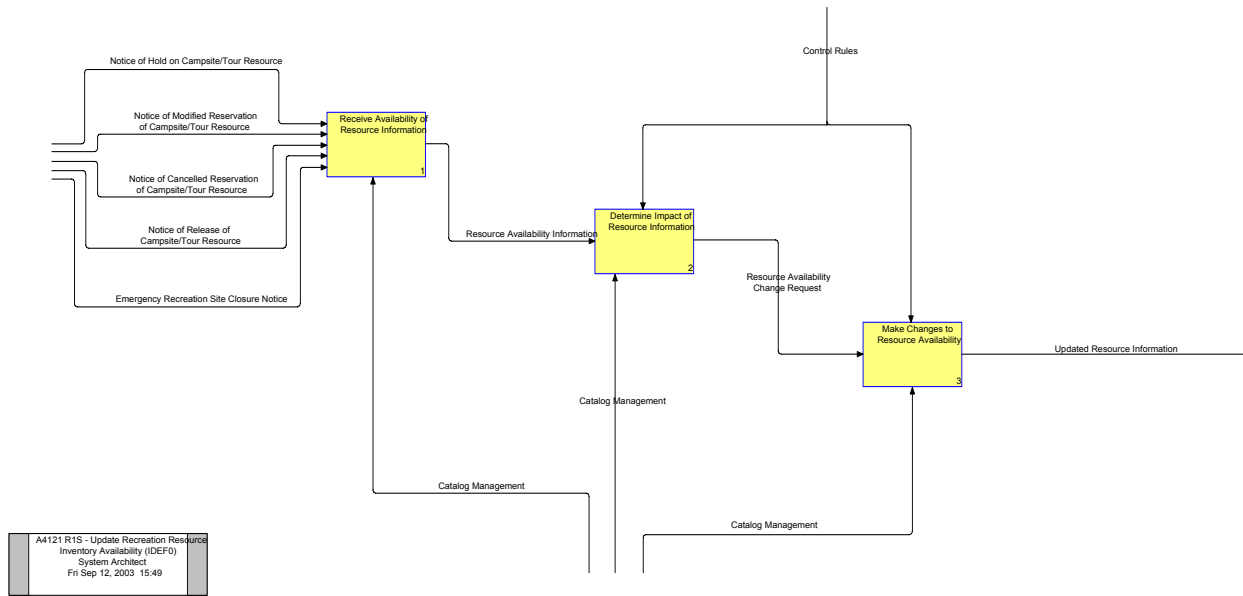 Control Rules
Notice of Hold on Campsite/Tour Resource
Notice of Modified Reservation
of Campsite/Tour Resource
Receive Availability of
Resource Information
1
Notice of Cancelled Reservation
of Campsite/Tour Resource
Notice of Release of
Campsite/Tour Resource
Emergency Recreation Site Closure Notice
Resource Availability Information
Determine Impact of
Resource Information
2
Resource Availability
Change Request
Make Changes to
Resource Availability
3
Updated Resource Information
Catalog Management
Catalog Management
Catalog Management
A4121 R1S - Update Recreation Resource
Inventory Availability (IDEF0)
System Architect
Fri Sep 12, 2003 15:49